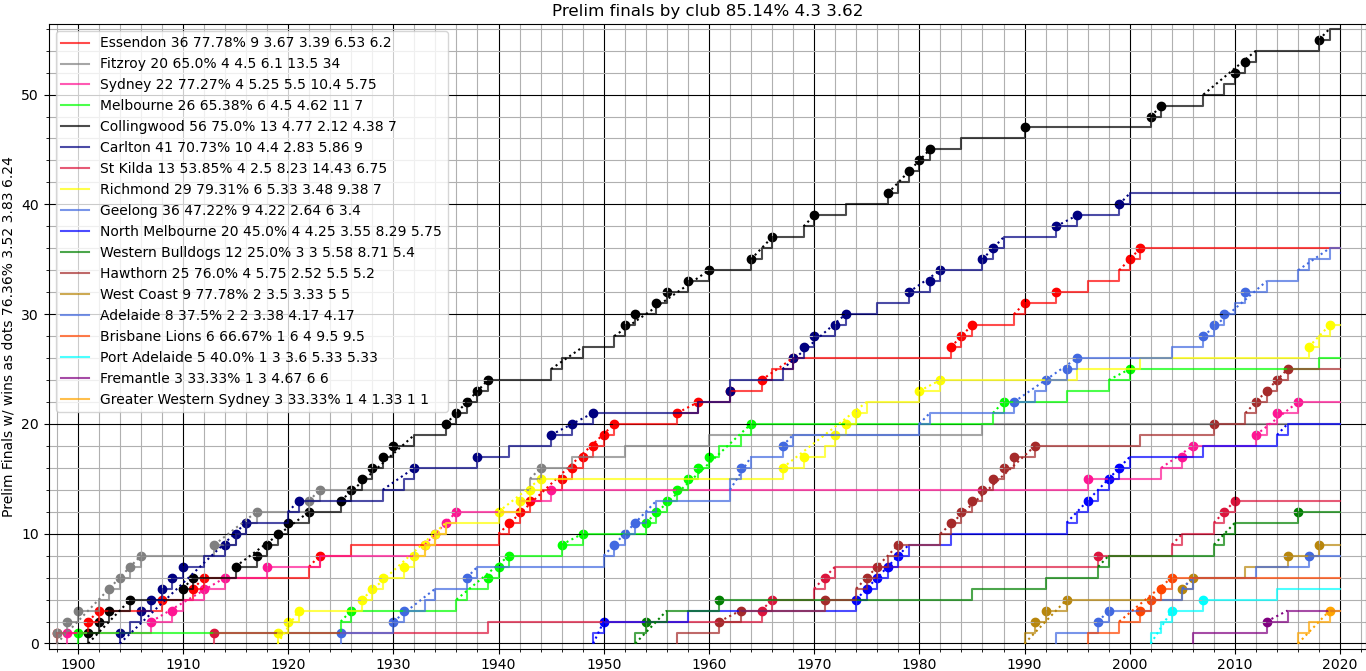 Prelim finals by club 85.14% 4.3 3.62
Prelim Finals w/ wins as dots 76.36% 3.52 3.83 6.24
Essendon 36 77.78% 9 3.67 3.39 6.53 6.2
Fitzroy 20 65.0% 4 4.5 6.1 13.5 34
Sydney 22 77.27% 4 5.25 5.5 10.4 5.75
Melbourne 26 65.38% 6 4.5 4.62 11 7
Collingwood 56 75.0% 13 4.77 2.12 4.38 7
Carlton 41 70.73% 10 4.4 2.83 5.86 9
St Kilda 13 53.85% 4 2.5 8.23 14.43 6.75
Richmond 29 79.31% 6 5.33 3.48 9.38 7
Geelong 36 47.22% 9 4.22 2.64 6 3.4
North Melbourne 20 45.0% 4 4.25 3.55 8.29 5.75
Western Bulldogs 12 25.0% 3 3 5.58 8.71 5.4
Hawthorn 25 76.0% 4 5.75 2.52 5.5 5.2
West Coast 9 77.78% 2 3.5 3.33 5 5
Adelaide 8 37.5% 2 2 3.38 4.17 4.17
Brisbane Lions 6 66.67% 1 6 4 9.5 9.5
Port Adelaide 5 40.0% 1 3 3.6 5.33 5.33
Fremantle 3 33.33% 1 3 4.67 6 6
Greater Western Sydney 3 33.33% 1 4 1.33 1 1
50
40
30
20
10
0
1900 1910 1920 1930 1940 1950 1960 1970 1980 1990 2000 2010 2020